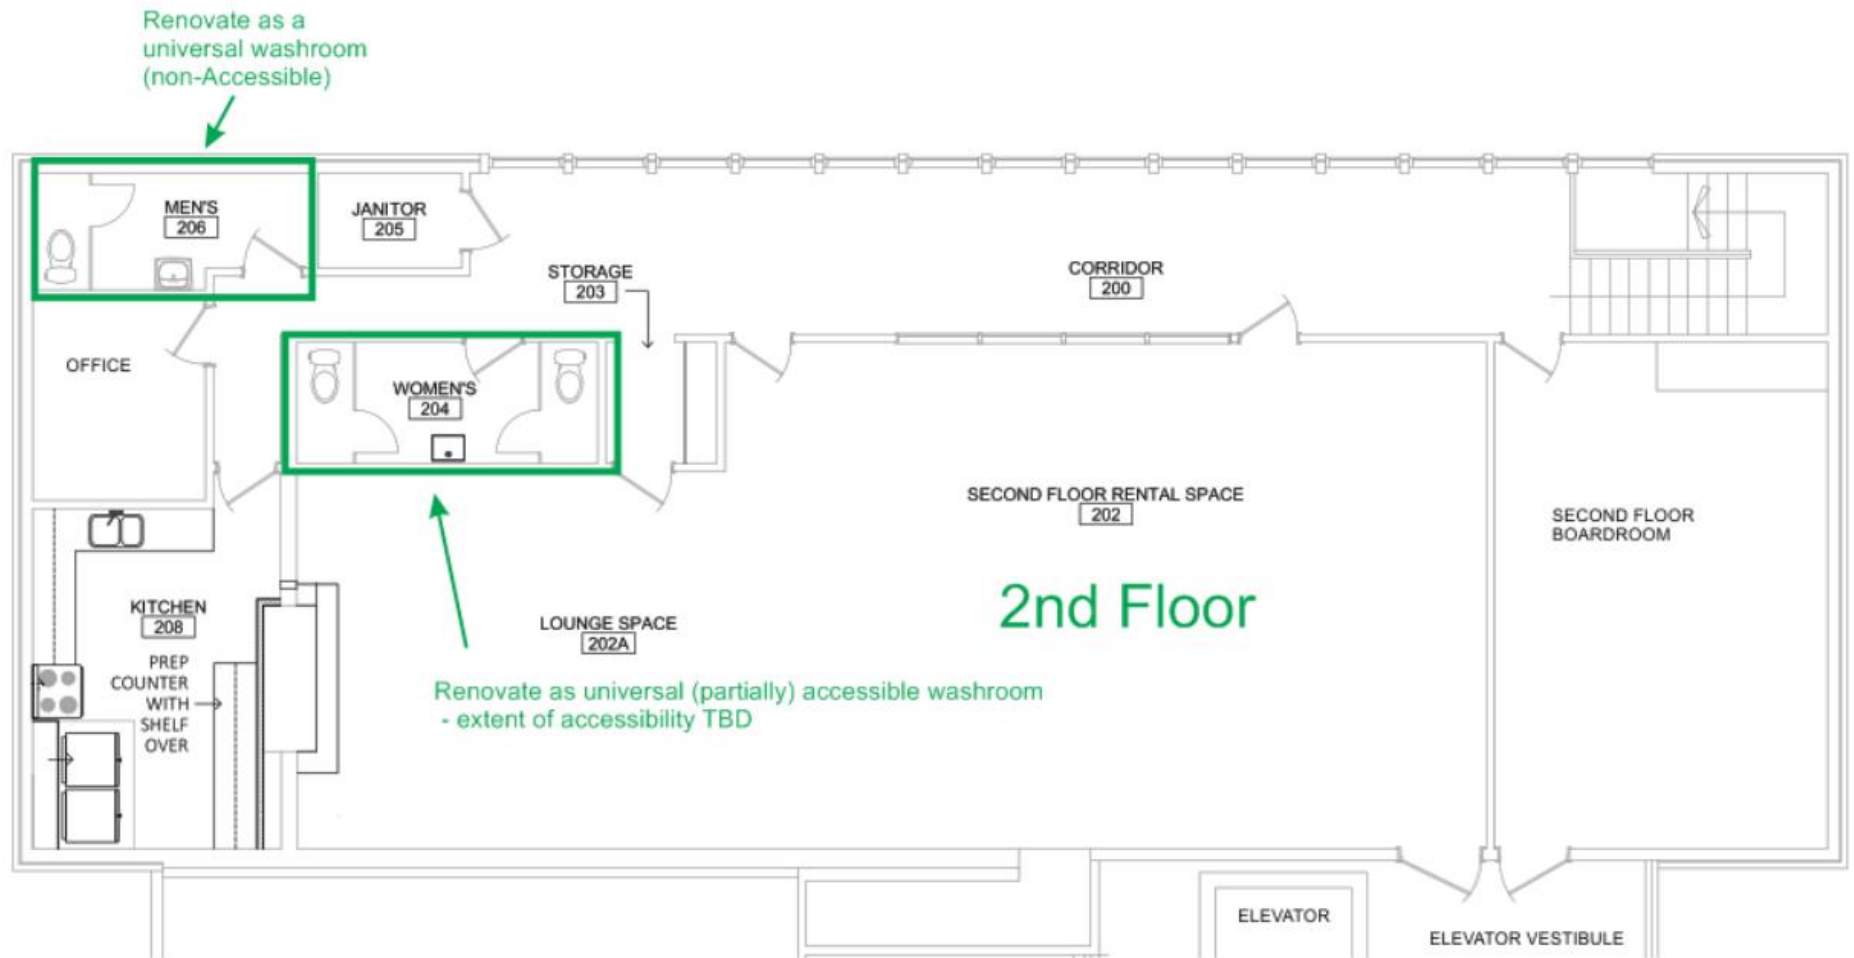 Renovate as a
universal washroom
(non-Accessible)
MEN'S
206
JANITOR
205
STORAGE
203
CORRIDOR
200
OFFICE
WOMEN'S
204
SECOND FLOOR RENTAL SPACE
202
SECOND FLOOR
BOARDROOM
2nd Floor
KITCHEN
208
LOUNGE SPACE
202A
PREP
COUNTER
WITH
SHELF
OVER
Renovate as universal (partially) accessible washroom
- extent of accessibility TBD
ELEVATOR
ELEVATOR VESTIBULE